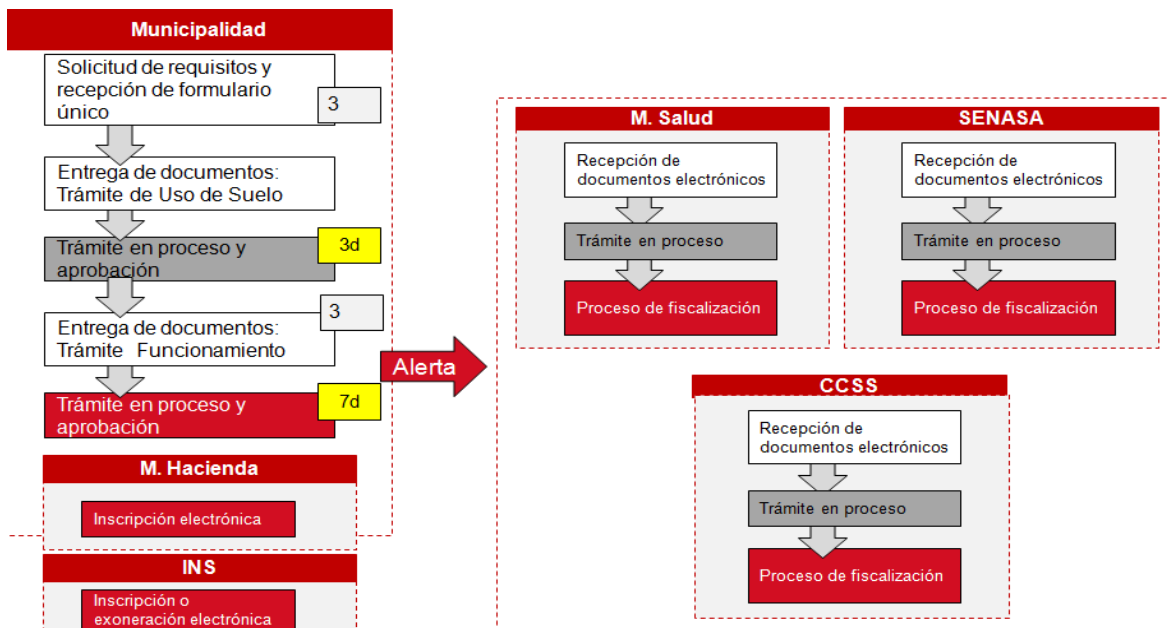 Municipalidad
Solicitud de requisitos y
recepción de formulario
único
3
Entrega de documentos:
Trámite de Uso de Suelo
Trámite en proceso y
aprobación
3d
3
Entrega de documentos:
Trámite Funcionamiento
Trámite en proceso y
aprobación
7d
M. Hacienda
Inscripción electrónica
INS
Inscripción o
exoneración electrónica
Alerta
M. Salud
Recepción de
documentos electrónicos
Trámite en proceso
Proceso de fiscalización
SENASA
Recepción de
documentos electrónicos
Trámite en proceso
Proceso de fiscalización
CCSS
Recepción de
documentos electrónicos
Trámite en proceso
Proceso de fiscalización